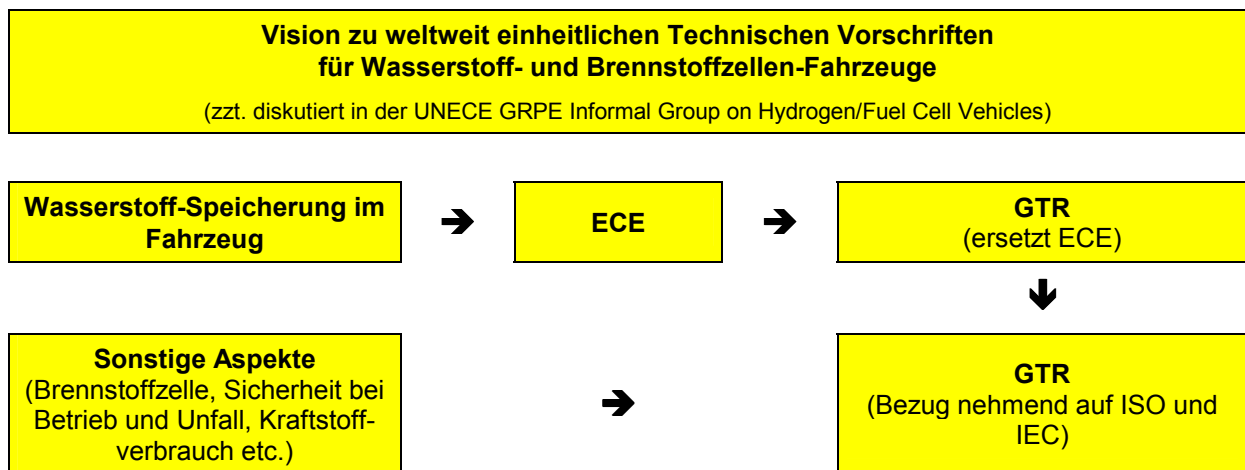 Vision zu weltweit einheitlichen Technischen Vorschriften
für Wasserstoff- und Brennstoffzellen-Fahrzeuge
(zzt. diskutiert in der UNECE GRPE Informal Group on Hydrogen/Fuel Cell Vehicles)
Wasserstoff-Speicherung im
Fahrzeug
ECE
GTR
(ersetzt ECE)
Sonstige Aspekte
(Brennstoffzelle, Sicherheit bei
Betrieb und Unfall, Kraftstoff-
verbrauch etc.)
GTR
(Bezug nehmend auf ISO und
IEC)